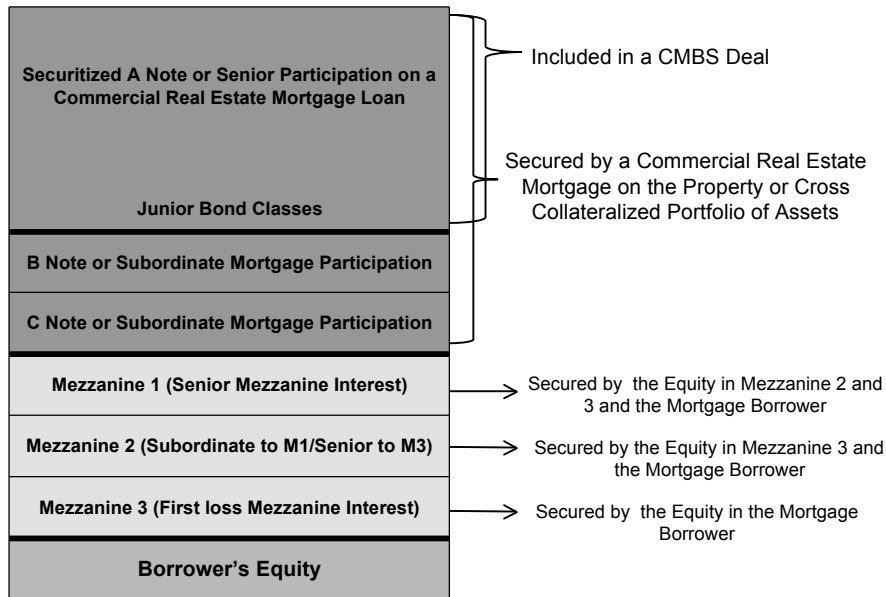 Securitized A Note or Senior Participation on a
Commercial Real Estate Mortgage Loan
Junior Bond Classes
B Note or Subordinate Mortgage Participation
C Note or Subordinate Mortgage Participation
Mezzanine 1 (Senior Mezzanine Interest)
Mezzanine 2 (Subordinate to M1/Senior to M3)
Mezzanine 3 (First loss Mezzanine Interest)
Borrower's Equity
Included in a CMBS Deal
Secured by a Commercial Real Estate
Mortgage on the Property or Cross
Collateralized Portfolio of Assets
Secured by the Equity in Mezzanine 2 and
3 and the Mortgage Borrower
Secured by the Equity in Mezzanine 3 and
the Mortgage Borrower
Secured by the Equity in the Mortgage
Borrower